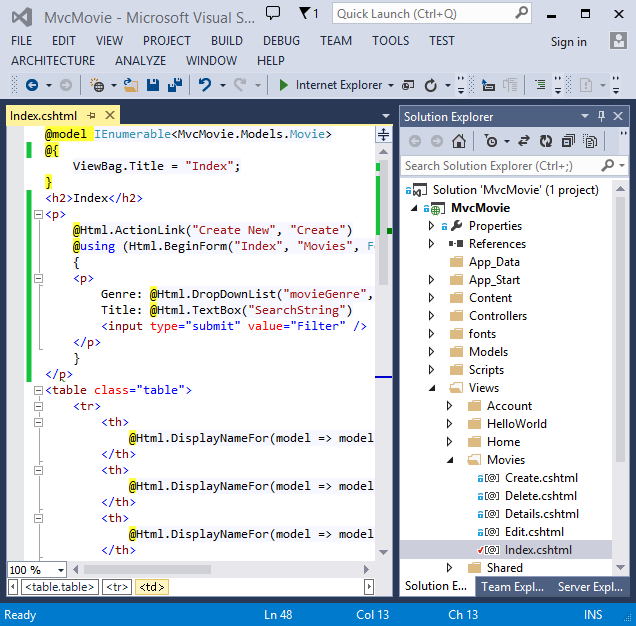 MvcMovie - Microsoft Visual S...
1
Quick Launch (Ctrl+Q)
FILE EDIT VIEW PROJECT BUILD DEBUG TEAM TOOLS TEST
Sign in
ARCHITECTURE ANALYZE WINDOW HELP
Internet Explorer
Index.cshtml
@model IEnumerable<MvcMovie.Models.Movie>
@{
ViewBag.Title = "Index";
}
<h2>Index</h2>
<p>
@Html.ActionLink("Create New", "Create")
@using (Html.BeginForm("Index", "Movies", F
{
<p>
Genre: @Html.DropDownList("movieGenre",
Title: @Html.TextBox("SearchString")
<input type="submit" value="Filter" />
</p>
}
</p>
<table class="table">
<tr>
<th>
@Html.DisplayNameFor(model => model
</th>
<th>
@Html.DisplayNameFor(model => model
</th>
<th>
@Html.DisplayNameFor(model => model
</th>
100 %
<table.table> <tr> <td>
Solution Explorer
Search Solution Explorer (Ctrl+;)
Solution 'MvcMovie' (1 project)
MvcMovie
Properties
References
App_Data
App_Start
Content
Controllers
fonts
Models
Scripts
Views
Account
HelloWorld
Home
Movies
Create.cshtml
Delete.cshtml
Details.cshtml
Edit.cshtml
Index.cshtml
Shared
Solution E... Team Expl... Server Expl...
Ready Ln 48 Col 13 Ch 13 INS